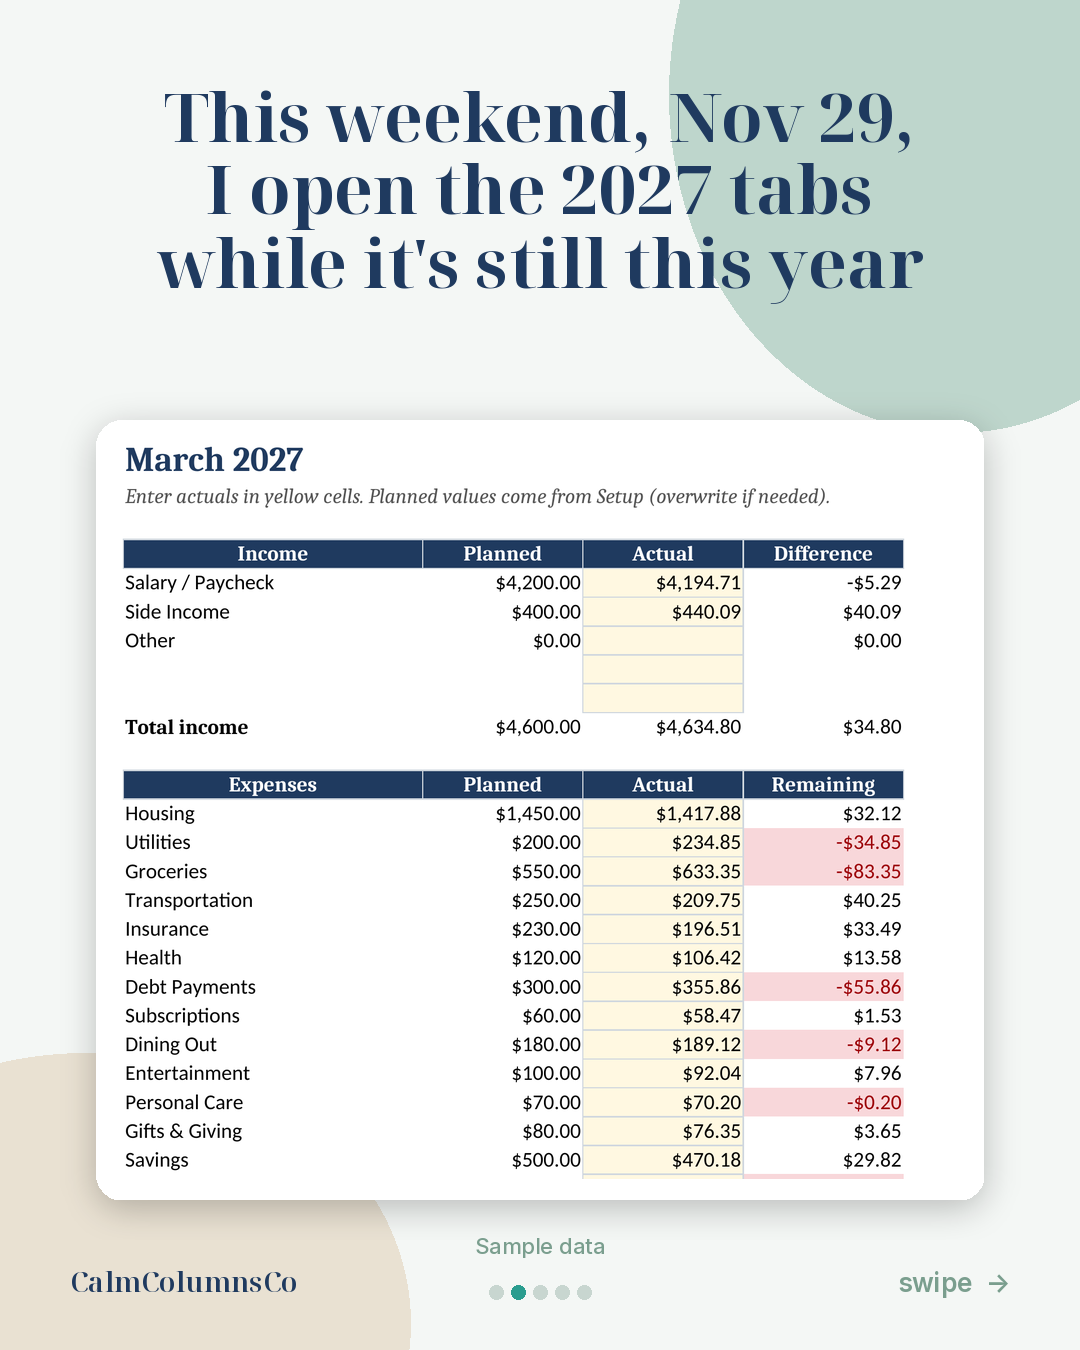 This weekend, Nov 29,
I open the 2027 tabs
while it's still this year
March 2027
Enter actuals in yellow cells. Planned values come from Setup (overwrite if needed).
Income Planned Actual Difference
Salary / Paycheck $4,200.00 $4,194.71 -$5.29
Side Income $400.00 $440.09 $40.09
Other $0.00 $0.00
Total income $4,600.00 $4,634.80 $34.80
Expenses Planned Actual Remaining
Housing $1,450.00 $1,417.88 $32.12
Utilities $200.00 $234.85 -$34.85
Groceries $550.00 $633.35 -$83.35
Transportation $250.00 $209.75 $40.25
Insurance $230.00 $196.51 $33.49
Health $120.00 $106.42 $13.58
Debt Payments $300.00 $355.86 -$55.86
Subscriptions $60.00 $58.47 $1.53
Dining Out $180.00 $189.12 -$9.12
Entertainment $100.00 $92.04 $7.96
Personal Care $70.00 $70.20 -$0.20
Gifts & Giving $80.00 $76.35 $3.65
Savings $500.00 $470.18 $29.82
Sample data
CalmColumnsCo
swipe →